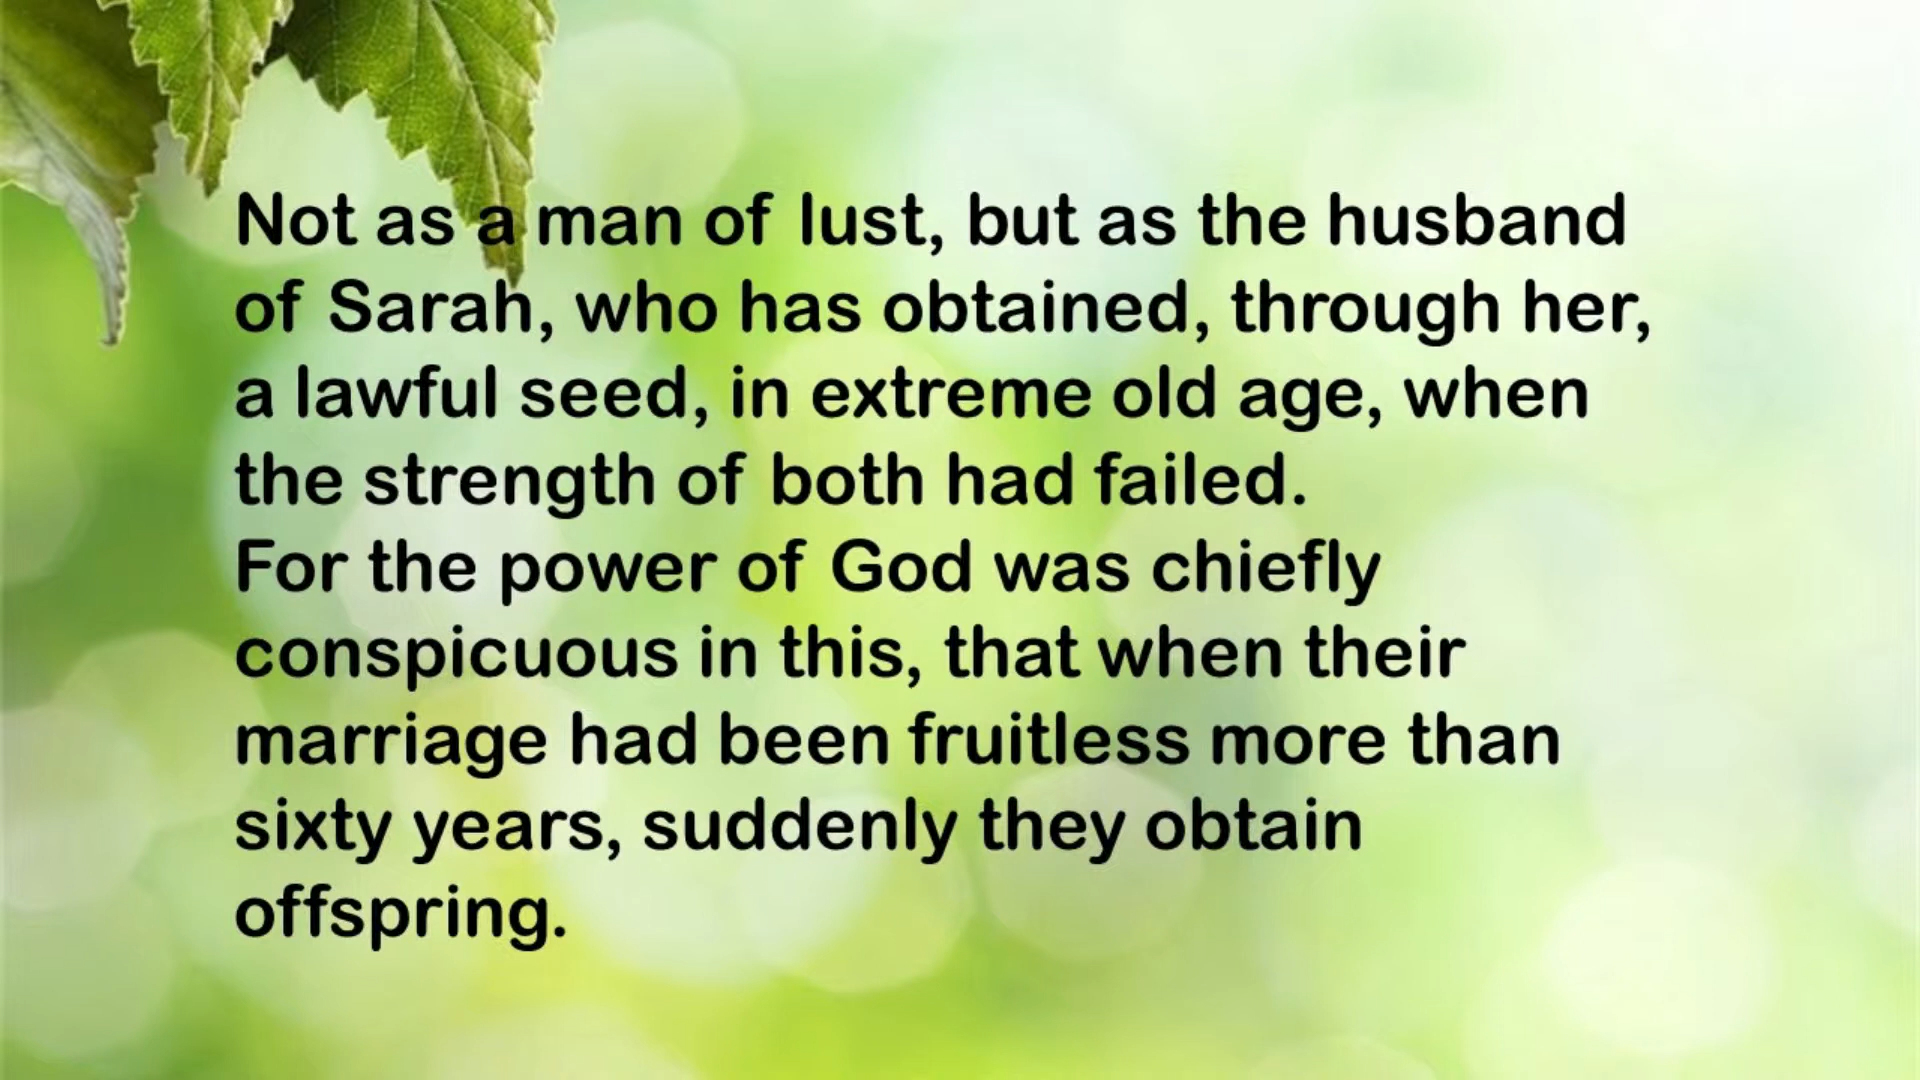 Not as a man of lust, but as the husband
of Sarah, who has obtained, through her,
a lawful seed, in extreme old age, when
the strength of both had failed.
For the power of God was chiefly
conspicuous in this, that when their
marriage had been fruitless more than
sixty years, suddenly they obtain
offspring.